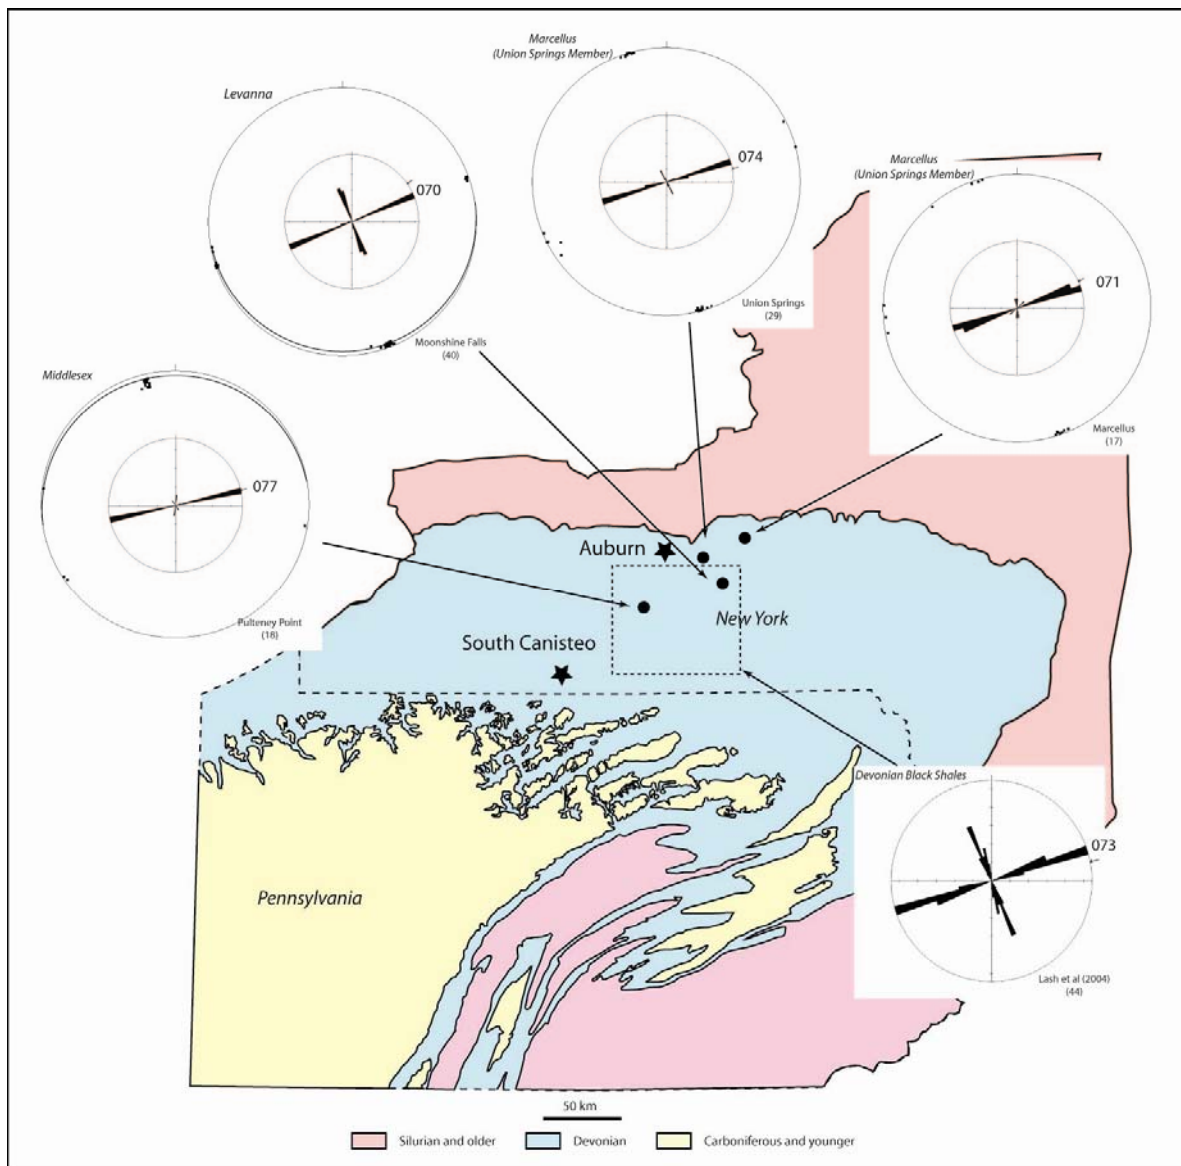 Marcellus
(Union Springs Member)
Levanna
074
Marcellus
(Union Springs Member)
070
071
Union Springs
(29)
Moonshine Falls
(40)
Middlesex
Marcellus
(17)
077
Auburn
New York
Pulteney Point
(18)
South Canisteo
Devonian Black Shales
073
Pennsylvania
Lash et al (2004)
(44)
50 km
Silurian and older
Devonian
Carboniferous and younger